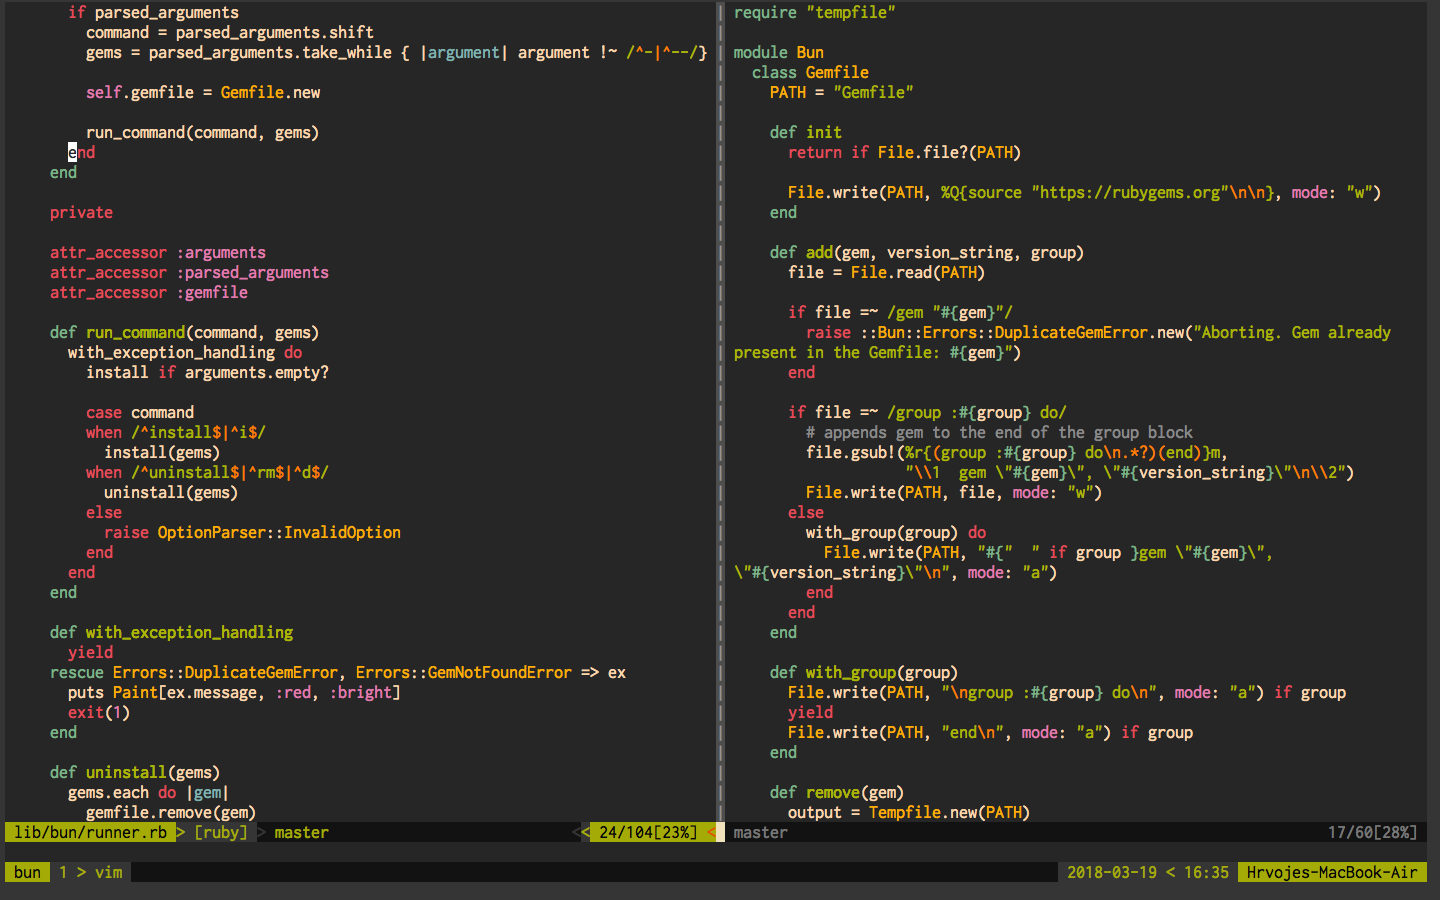 if parsed_arguments
        command = parsed_arguments.shift
        gems = parsed_arguments.take_while { |argument| argument !~ /^-|^--/}

        self.gemfile = Gemfile.new

        run_command(command, gems)
      end
    end

    private

    attr_accessor :arguments
    attr_accessor :parsed_arguments
    attr_accessor :gemfile

    def run_command(command, gems)
      with_exception_handling do
        install if arguments.empty?

        case command
        when /^install$|^i$/
          install(gems)
        when /^uninstall$|^rm$|^d$/
          uninstall(gems)
        else
          raise OptionParser::InvalidOption
        end
      end
    end

    def with_exception_handling
      yield
    rescue Errors::DuplicateGemError, Errors::GemNotFoundError => ex
      puts Paint[ex.message, :red, :bright]
      exit(1)
    end

    def uninstall(gems)
      gems.each do |gem|
        gemfile.remove(gem)
lib/bun/runner.rb > [ruby] > master << 24/104[23%] <
require "tempfile"

module Bun
  class Gemfile
    PATH = "Gemfile"

    def init
      return if File.file?(PATH)

      File.write(PATH, %Q{source "https://rubygems.org"\n\n}, mode: "w")
    end

    def add(gem, version_string, group)
      file = File.read(PATH)

      if file =~ /gem "#{gem}"/
        raise ::Bun::Errors::DuplicateGemError.new("Aborting. Gem already
present in the Gemfile: #{gem}")
      end

      if file =~ /group :#{group} do/
        # appends gem to the end of the group block
        file.gsub!(%r{(group :#{group} do\n.*?)(end)}m,
                   "\\1  gem \"#{gem}\", \"#{version_string}\"\n\\2")
        File.write(PATH, file, mode: "w")
      else
        with_group(group) do
          File.write(PATH, "#{"  " if group }gem \"#{gem}\",
\"#{version_string}\"\n", mode: "a")
        end
      end
    end

    def with_group(group)
      File.write(PATH, "\ngroup :#{group} do\n", mode: "a") if group
      yield
      File.write(PATH, "end\n", mode: "a") if group
    end

    def remove(gem)
      output = Tempfile.new(PATH)
master 17/60[28%]
bun 1 > vim 2018-03-19 < 16:35 Hrvojes-MacBook-Air